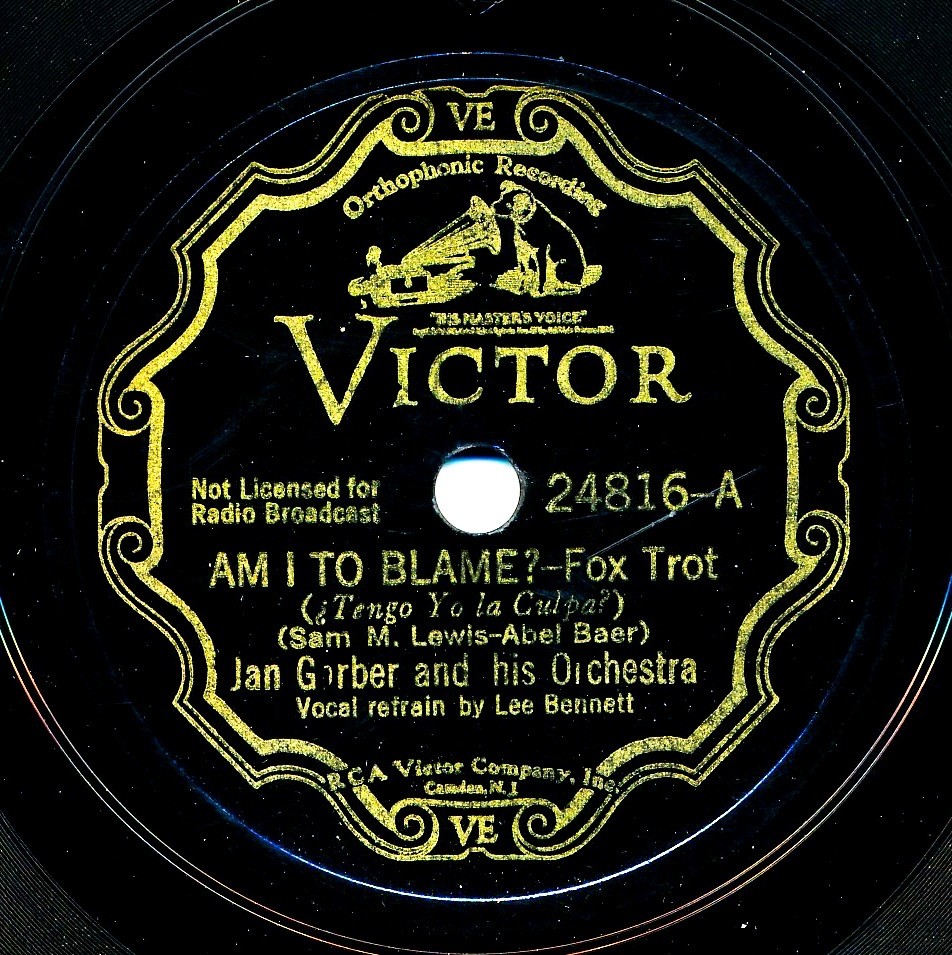 VE
Orthophonic Recording
"HIS MASTER'S VOICE"
VICTOR
Not Licensed for
Radio Broadcast
24816-A
AM I TO BLAME?-Fox Trot
(¿Tengo Yo la Culpa?)
(Sam M. Lewis-Abel Baer)
Jan Garber and his Orchestra
Vocal refrain by Lee Bennett
RCA Victor Company, Inc.
Camden, N.J.
VE